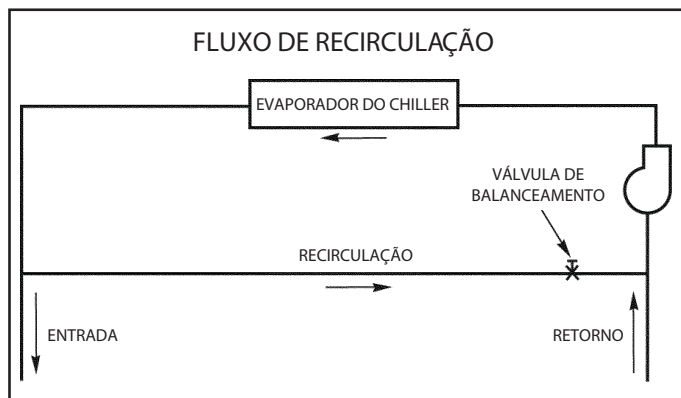 FLUXO DE RECIRCULAÇÃO
EVAPORADOR DO CHILLER
VÁLVULA DE
BALANCEAMENTO
RECIRCULAÇÃO
ENTRADA
RETORNO